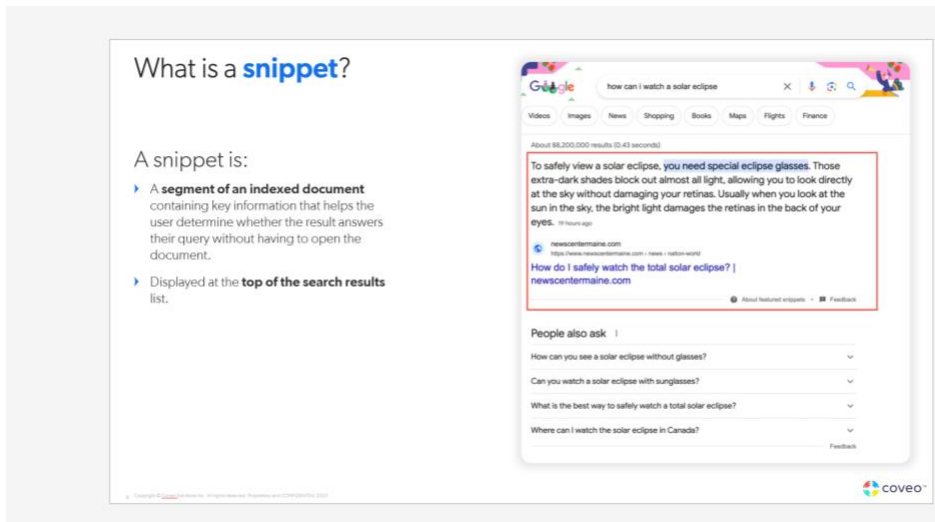 What is a snippet?
A snippet is:
A segment of an indexed document
containing key information that helps the
user determine whether the result answers
their query without having to open the
document.
Displayed at the top of the search results
list.
Google
how can i watch a solar eclipse
Videos Images News Shopping Books Maps Flights Finance
results (0.43 seconds)
To safely view a solar eclipse, you need special eclipse glasses. Those
extra-dark shades block out almost all light, allowing you to look directly
at the sky without damaging your retinas. Usually when you look at the
sun in the sky, the bright light damages the retinas in the back of your
eyes. 19 hours ago
newscentermaine.com
https://www.newscentermaine.com › news › nation-world
How do I safely watch the total solar eclipse? |
newscentermaine.com
About featured snippets • Feedback
People also ask
How can you see a solar eclipse without glasses?
Can you watch a solar eclipse with sunglasses?
What is the best way to safely watch a total solar eclipse?
Where can I watch the solar eclipse in Canada?
Feedback
coveo